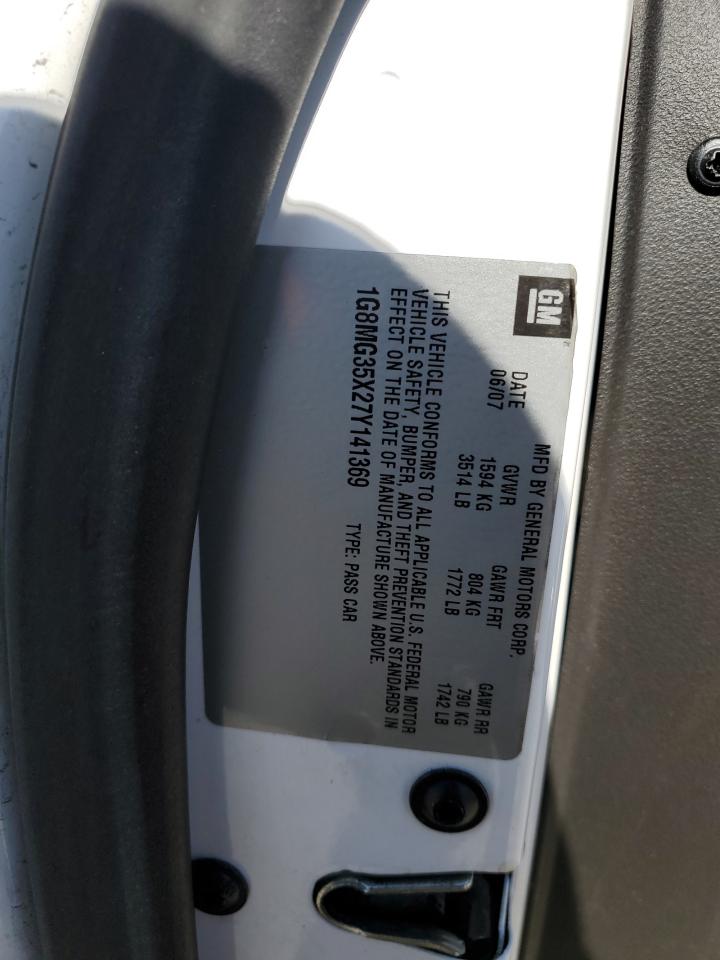 GM
MFD BY GENERAL MOTORS CORP.
DATE GVWR GAWR FRT GAWR RR
06/07 1594 KG 804 KG 790 KG
3514 LB 1772 LB 1742 LB
THIS VEHICLE CONFORMS TO ALL APPLICABLE U.S. FEDERAL MOTOR
VEHICLE SAFETY, BUMPER, AND THEFT PREVENTION STANDARDS IN
EFFECT ON THE DATE OF MANUFACTURE SHOWN ABOVE.
1G8MG35X27Y141369 TYPE: PASS CAR